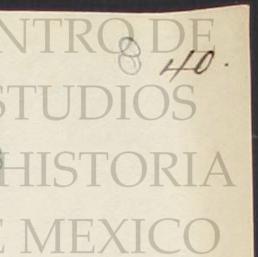 NTRO DE
8 40.
STUDIOS
HISTORIA
E MEXICO